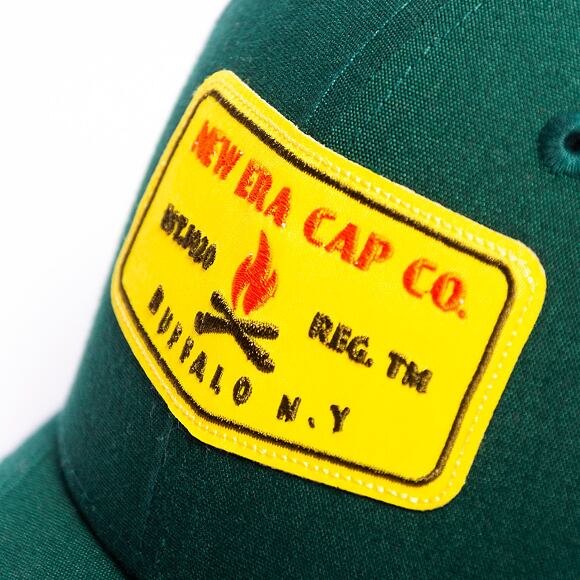 NEW ERA CAP CO.
EST. 1920
REG. TM
BUFFALO N.Y